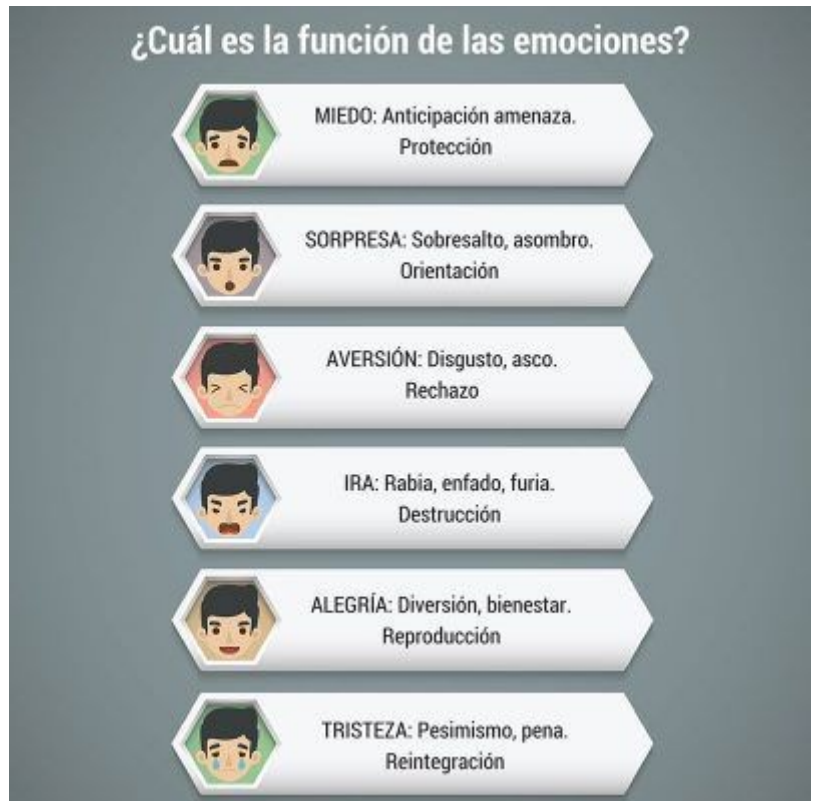 ¿Cuál es la función de las emociones?
MIEDO: Anticipación amenaza.
Protección
SORPRESA: Sobresalto, asombro.
Orientación
AVERSIÓN: Disgusto, asco.
Rechazo
IRA: Rabia, enfado, furia.
Destrucción
ALEGRÍA: Diversión, bienestar.
Reproducción
TRISTEZA: Pesimismo, pena.
Reintegración